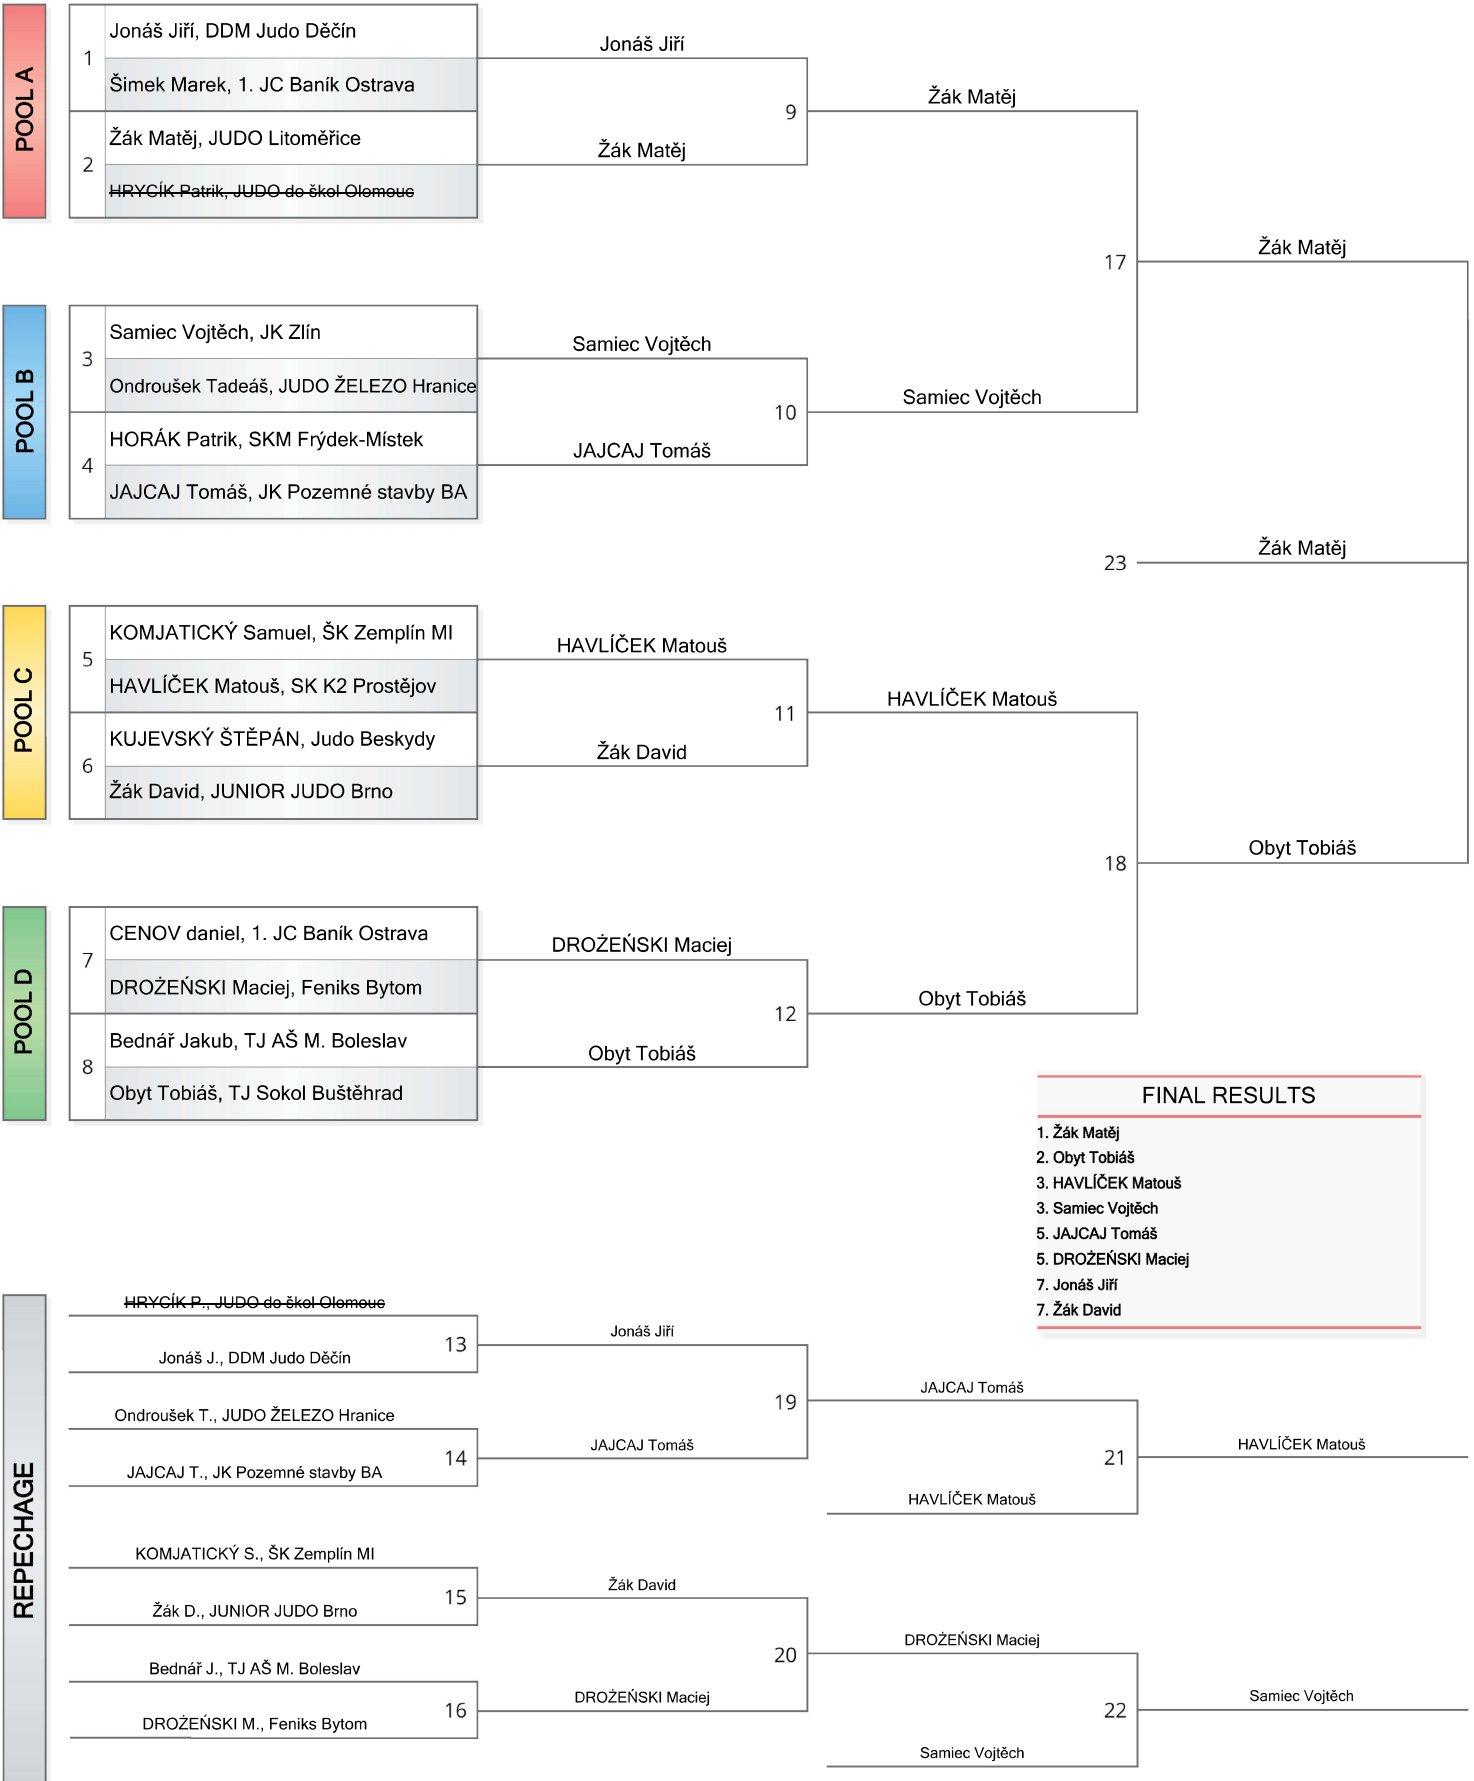 POOL A
1
Jonáš Jiří, DDM Judo Děčín
Šimek Marek, 1. JC Baník Ostrava
2
Žák Matěj, JUDO Litoměřice
HRYCÍK Patrik, JUDO do škol Olomouc
Jonáš Jiří
Žák Matěj
9
Žák Matěj
POOL B
3
Samiec Vojtěch, JK Zlín
Ondroušek Tadeáš, JUDO ŽELEZO Hranice
4
HORÁK Patrik, SKM Frýdek-Místek
JAJCAJ Tomáš, JK Pozemné stavby BA
Samiec Vojtěch
JAJCAJ Tomáš
10
Samiec Vojtěch
17
Žák Matěj
23
Žák Matěj
POOL C
5
KOMJATICKÝ Samuel, ŠK Zemplín MI
HAVLÍČEK Matouš, SK K2 Prostějov
6
KUJEVSKÝ ŠTĚPÁN, Judo Beskydy
Žák David, JUNIOR JUDO Brno
HAVLÍČEK Matouš
Žák David
11
HAVLÍČEK Matouš
POOL D
7
CENOV daniel, 1. JC Baník Ostrava
DROŻEŃSKI Maciej, Feniks Bytom
8
Bednář Jakub, TJ AŠ M. Boleslav
Obyt Tobiáš, TJ Sokol Buštěhrad
DROŻEŃSKI Maciej
Obyt Tobiáš
12
Obyt Tobiáš
18
Obyt Tobiáš
FINAL RESULTS
1. Žák Matěj
2. Obyt Tobiáš
3. HAVLÍČEK Matouš
3. Samiec Vojtěch
5. JAJCAJ Tomáš
5. DROŻEŃSKI Maciej
7. Jonáš Jiří
7. Žák David
REPECHAGE
HRYCÍK P., JUDO do škol Olomouc
13
Jonáš J., DDM Judo Děčín
Ondroušek T., JUDO ŽELEZO Hranice
14
JAJCAJ T., JK Pozemné stavby BA
Jonáš Jiří
19
JAJCAJ Tomáš
JAJCAJ Tomáš
21
HAVLÍČEK Matouš
HAVLÍČEK Matouš
KOMJATICKÝ S., ŠK Zemplín MI
15
Žák D., JUNIOR JUDO Brno
Bednář J., TJ AŠ M. Boleslav
16
DROŻEŃSKI M., Feniks Bytom
Žák David
20
DROŻEŃSKI Maciej
DROŻEŃSKI Maciej
22
Samiec Vojtěch
Samiec Vojtěch